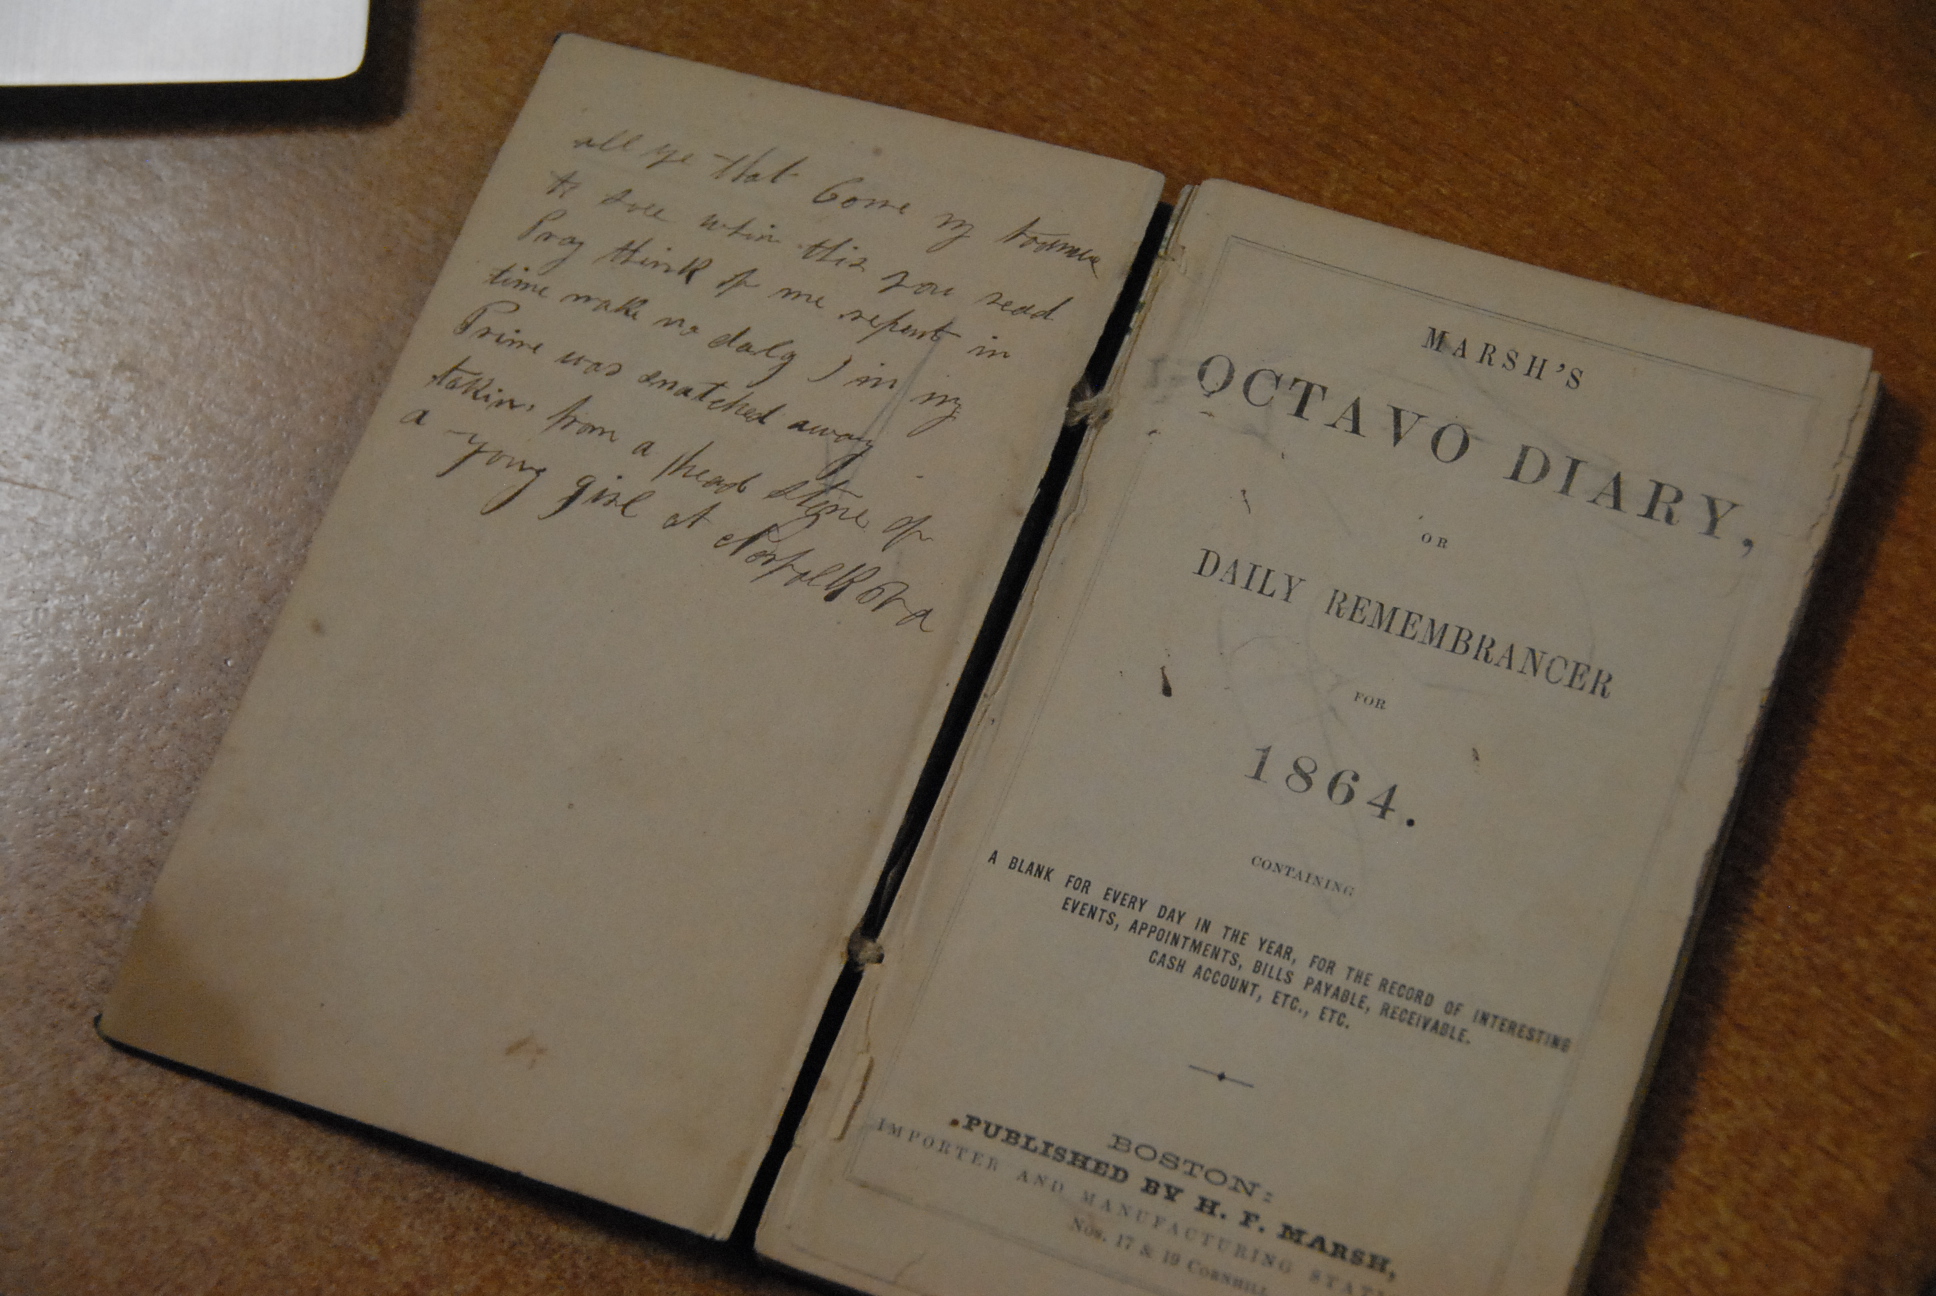 all ye that Come my
to see when this you read
Pray think of me repent in
time make no daly I in my
Prime was snatched away
takin from a head stone of
a young girl at Norfolk Va
MARSH'S
OCTAVO DIARY,
OR
DAILY REMEMBRANCER
FOR
1864.
CONTAINING
A BLANK FOR EVERY DAY IN THE YEAR, FOR THE RECORD OF INTERESTING
EVENTS, APPOINTMENTS, BILLS PAYABLE, RECEIVABLE.
CASH ACCOUNT, ETC., ETC.
BOSTON:
PUBLISHED BY H. F. MARSH,
IMPORTER AND MANUFACTURING
Nos. 17 & 19 CORNHILL